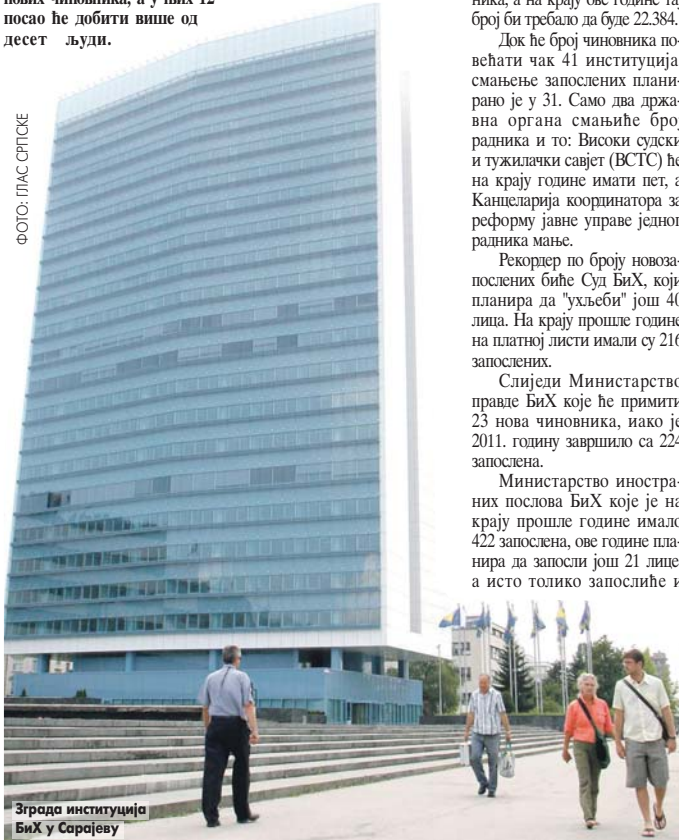 нових чиновника, а у њих 12
посао ће добити више од
десет људи.
ФОТО: ГЛАС СРПСКЕ
Зграда институција
БиХ у Сарајеву
ника, а на крају ове године тај
број би требало да буде 22.384.
Док ће број чиновника по-
већати чак 41 институција,
смањење запослених плани-
рано је у 31. Само два држа-
вна органа смањиће број
радника и то: Високи судски
и тужилачки савјет (ВСТС) ће
на крају године имати пет, а
Канцеларија координатора за
реформу јавне управе једног
радника мање.
Рекордер по броју новоза-
послених биће Суд БиХ, који
планира да "ухљеби" још 40
лица. На крају прошле године
на платној листи имали су 216
запослених.
Слиједи Министарство
правде БиХ које ће примити
23 нова чиновника, иако је
2011. годину завршило са 224
запослена.
Министарство иностра-
них послова БиХ које је на
крају прошле године имало
422 запослена, ове године пла-
нира да запосли још 21 лице,
а исто толико запослиће и